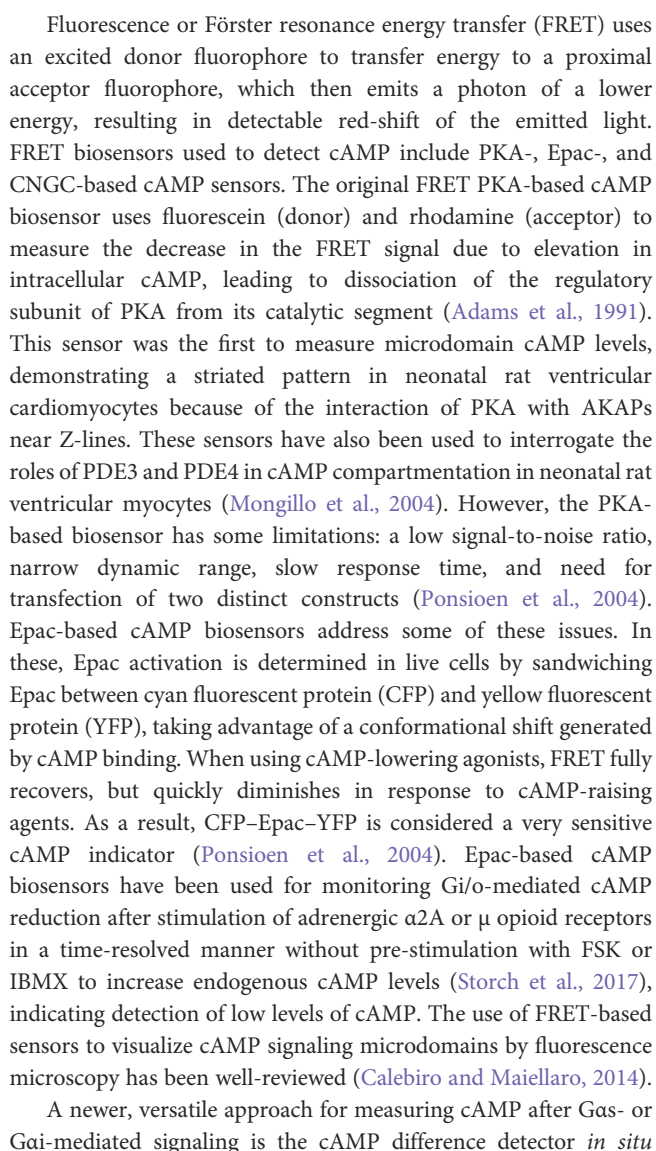 Fluorescence or Förster resonance energy transfer (FRET) uses
an excited donor fluorophore to transfer energy to a proximal
acceptor fluorophore, which then emits a photon of a lower
energy, resulting in detectable red-shift of the emitted light.
FRET biosensors used to detect cAMP include PKA-, Epac-, and
CNGC-based cAMP sensors. The original FRET PKA-based cAMP
biosensor uses fluorescein (donor) and rhodamine (acceptor) to
measure the decrease in the FRET signal due to elevation in
intracellular cAMP, leading to dissociation of the regulatory
subunit of PKA from its catalytic segment (Adams et al., 1991).
This sensor was the first to measure microdomain cAMP levels,
demonstrating a striated pattern in neonatal rat ventricular
cardiomyocytes because of the interaction of PKA with AKAPs
near Z-lines. These sensors have also been used to interrogate the
roles of PDE3 and PDE4 in cAMP compartmentation in neonatal rat
ventricular myocytes (Mongillo et al., 2004). However, the PKA-
based biosensor has some limitations: a low signal-to-noise ratio,
narrow dynamic range, slow response time, and need for
transfection of two distinct constructs (Ponsioen et al., 2004).
Epac-based cAMP biosensors address some of these issues. In
these, Epac activation is determined in live cells by sandwiching
Epac between cyan fluorescent protein (CFP) and yellow fluorescent
protein (YFP), taking advantage of a conformational shift generated
by cAMP binding. When using cAMP-lowering agonists, FRET fully
recovers, but quickly diminishes in response to cAMP-raising
agents. As a result, CFP–Epac–YFP is considered a very sensitive
cAMP indicator (Ponsioen et al., 2004). Epac-based cAMP
biosensors have been used for monitoring Gi/o-mediated cAMP
reduction after stimulation of adrenergic α2A or μ opioid receptors
in a time-resolved manner without pre-stimulation with FSK or
IBMX to increase endogenous cAMP levels (Storch et al., 2017),
indicating detection of low levels of cAMP. The use of FRET-based
sensors to visualize cAMP signaling microdomains by fluorescence
microscopy has been well-reviewed (Calebiro and Maiellaro, 2014).
A newer, versatile approach for measuring cAMP after Gαs- or
Gαi-mediated signaling is the cAMP difference detector in situ